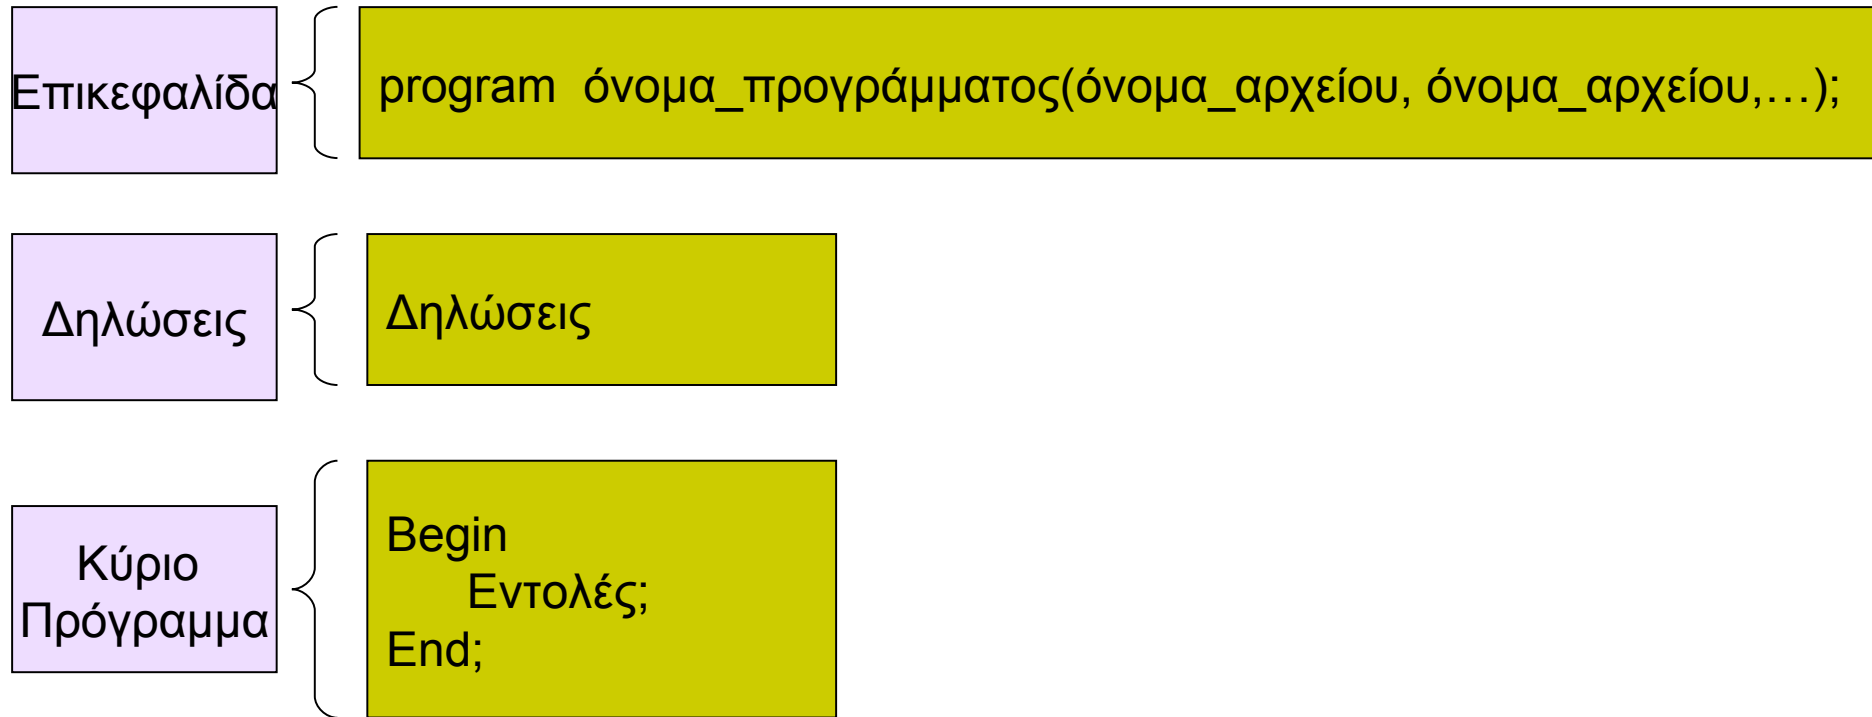 Επικεφαλίδα
program όνομα_προγράμματος(όνομα_αρχείου, όνομα_αρχείου,…);
Δηλώσεις
Δηλώσεις
Κύριο
Πρόγραμμα
Begin
Εντολές;
End;